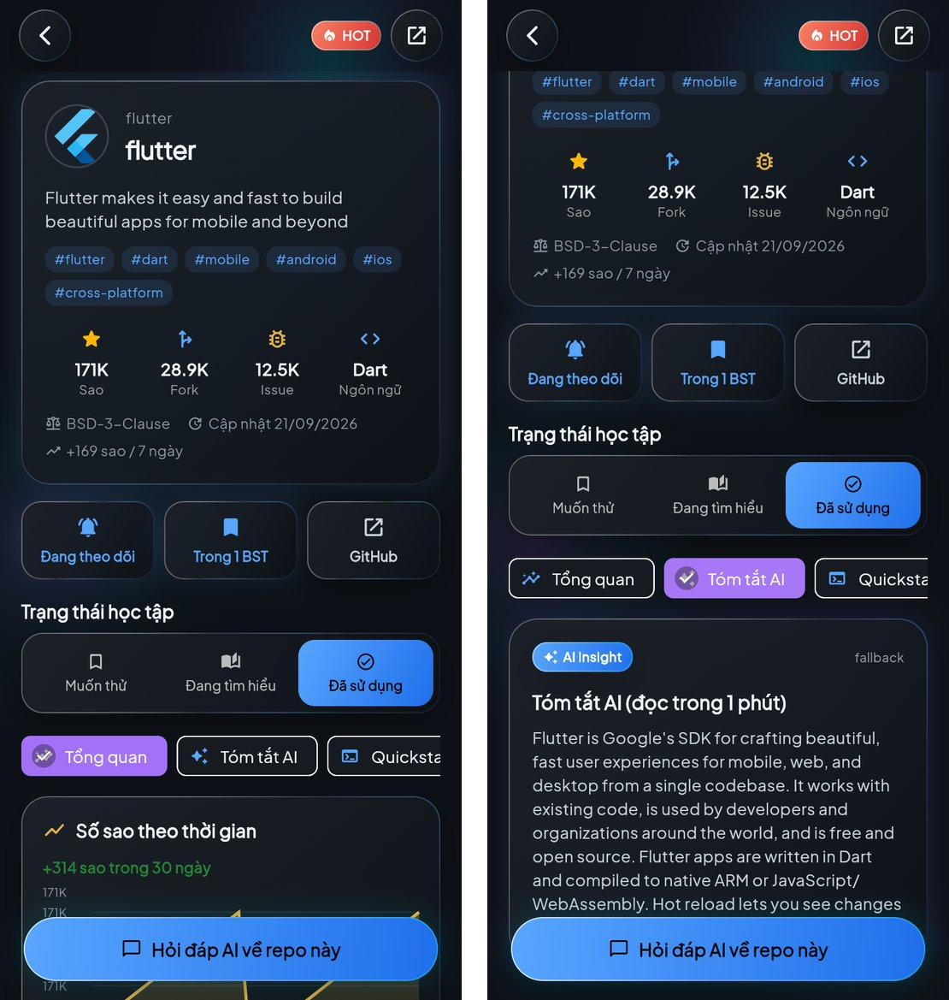 HOT
flutter
flutter
Flutter makes it easy and fast to build
beautiful apps for mobile and beyond
#flutter #dart #mobile #android #ios
#cross-platform
171K 28.9K 12.5K Dart
Sao Fork Issue Ngôn ngữ
BSD-3-Clause Cập nhật 21/09/2026
+169 sao / 7 ngày
Đang theo dõi Trong 1 BST GitHub
Trạng thái học tập
Muốn thử Đang tìm hiểu Đã sử dụng
Tổng quan Tóm tắt AI Quicksta
Số sao theo thời gian
+314 sao trong 30 ngày
171K
171K
Hỏi đáp AI về repo này
171K
HOT
#flutter #dart #mobile #android #ios
#cross-platform
171K 28.9K 12.5K Dart
Sao Fork Issue Ngôn ngữ
BSD-3-Clause Cập nhật 21/09/2026
+169 sao / 7 ngày
Đang theo dõi Trong 1 BST GitHub
Trạng thái học tập
Muốn thử Đang tìm hiểu Đã sử dụng
Tổng quan Tóm tắt AI Quicksta
AI Insight fallback
Tóm tắt AI (đọc trong 1 phút)
Flutter is Google's SDK for crafting beautiful,
fast user experiences for mobile, web, and
desktop from a single codebase. It works with
existing code, is used by developers and
organizations around the world, and is free and
open source. Flutter apps are written in Dart
and compiled to native ARM or JavaScript/
WebAssembly. Hot reload lets you see changes
Hỏi đáp AI về repo này